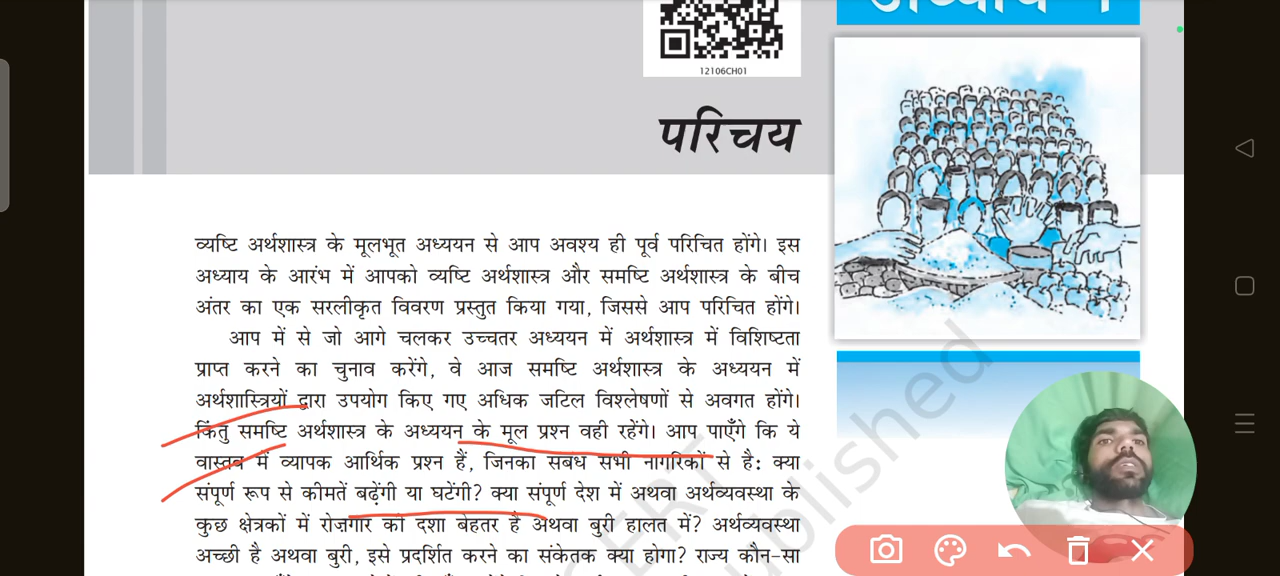 अध्याय 1
12106CH01
परिचय
व्यष्टि अर्थशास्त्र के मूलभूत अध्ययन से आप अवश्य ही पूर्व परिचित होंगे। इस
अध्याय के आरंभ में आपको व्यष्टि अर्थशास्त्र और समष्टि अर्थशास्त्र के बीच
अंतर का एक सरलीकृत विवरण प्रस्तुत किया गया, जिससे आप परिचित होंगे।
आप में से जो आगे चलकर उच्चतर अध्ययन में अर्थशास्त्र में विशिष्टता
प्राप्त करने का चुनाव करेंगे, वे आज समष्टि अर्थशास्त्र के अध्ययन में
अर्थशास्त्रियों द्वारा उपयोग किए गए अधिक जटिल विश्लेषणों से अवगत होंगे।
किंतु समष्टि अर्थशास्त्र के अध्ययन के मूल प्रश्न वही रहेंगे। आप पाएँगे कि ये
वास्तव में व्यापक आर्थिक प्रश्न हैं, जिनका संबंध सभी नागरिकों से है: क्या
संपूर्ण रूप से कीमतें बढ़ेंगी या घटेंगी? क्या संपूर्ण देश में अथवा अर्थव्यवस्था के
कुछ क्षेत्रकों में रोजगार की दशा बेहतर है अथवा बुरी हालत में? अर्थव्यवस्था
अच्छी है अथवा बुरी, इसे प्रदर्शित करने का संकेतक क्या होगा? राज्य कौन-सा
published